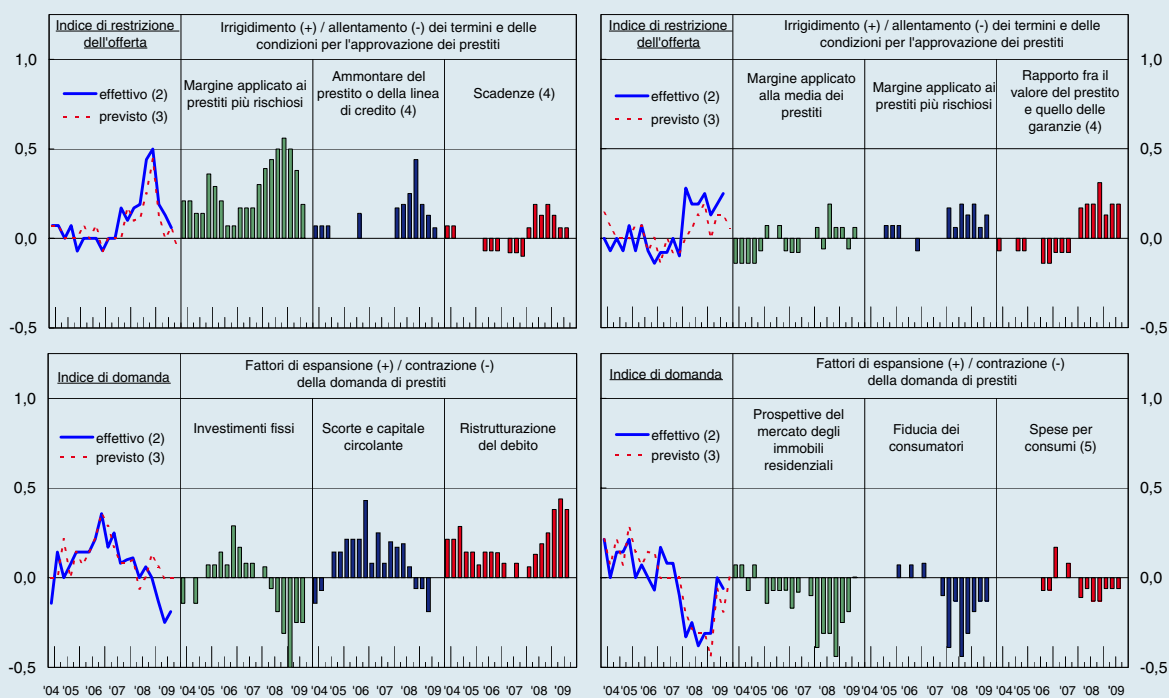 Indice di restrizione
dell'offerta
Irrigidimento (+) / allentamento (-) dei termini e delle
condizioni per l'approvazione dei prestiti
1,0
effettivo (2)
previsto (3)
Margine applicato ai
prestiti più rischiosi
Ammontare del
prestito o della linea
di credito (4)
Scadenze (4)
0,5
0,0
-0,5
Indice di restrizione
dell'offerta
Irrigidimento (+) / allentamento (-) dei termini e delle
condizioni per l'approvazione dei prestiti
1,0
effettivo (2)
previsto (3)
Margine applicato
alla media dei
prestiti
Margine applicato ai
prestiti più rischiosi
Rapporto fra il
valore del prestito
e quello delle
garanzie (4)
0,5
0,0
-0,5
Indice di domanda
Fattori di espansione (+) / contrazione (-)
della domanda di prestiti
1,0
effettivo (2)
previsto (3)
Investimenti fissi
Scorte e capitale
circolante
Ristrutturazione
del debito
0,5
0,0
-0,5
'04 '05 '06 '07 '08 '09 '04 '05 '06 '07 '08 '09 '04 '05 '06 '07 '08 '09 '04 '05 '06 '07 '08 '09
Indice di domanda
Fattori di espansione (+) / contrazione (-)
della domanda di prestiti
1,0
effettivo (2)
previsto (3)
Prospettive del
mercato degli
immobili
residenziali
Fiducia dei
consumatori
Spese per
consumi (5)
0,5
0,0
-0,5
'04 '05 '06 '07 '08 '09 '04 '05 '06 '07 '08 '09 '04 '05 '06 '07 '08 '09 '04 '05 '06 '07 '08 '09